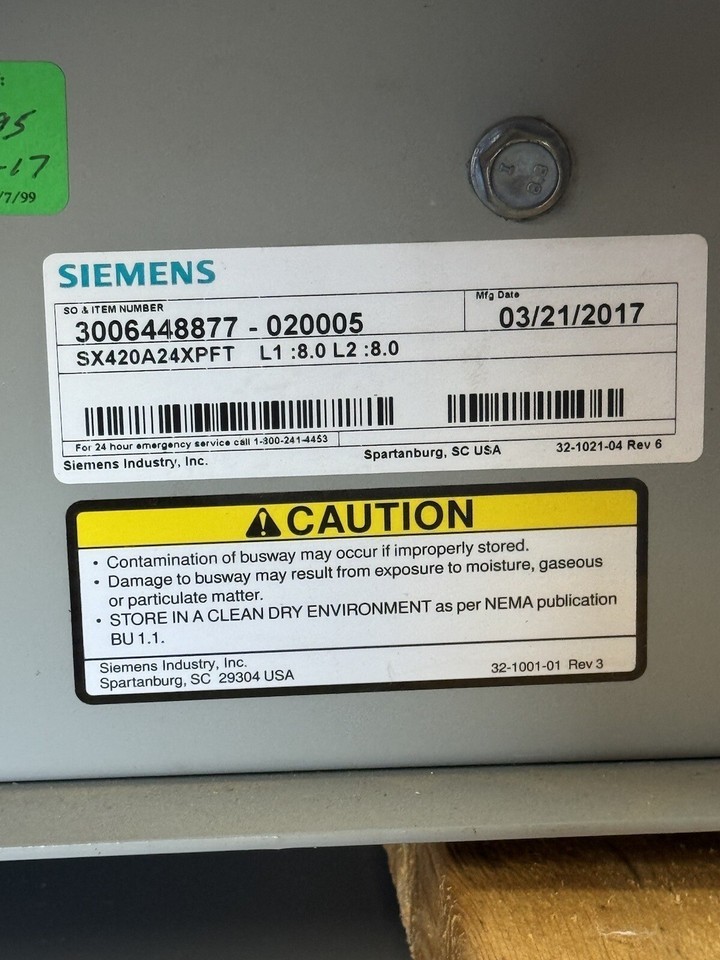 :
95
-17
/7/99
SIEMENS
SO & ITEM NUMBER
Mfg Date
3006448877 - 020005
03/21/2017
SX420A24XPFT L1 :8.0 L2 :8.0
For 24 hour emergency service call 1-800-241-4453
Siemens Industry, Inc.
Spartanburg, SC USA
32-1021-04 Rev 6
CAUTION
• Contamination of busway may occur if improperly stored.
• Damage to busway may result from exposure to moisture, gaseous
or particulate matter.
• STORE IN A CLEAN DRY ENVIRONMENT as per NEMA publication
BU 1.1.
Siemens Industry, Inc.
Spartanburg, SC 29304 USA
32-1001-01 Rev 3